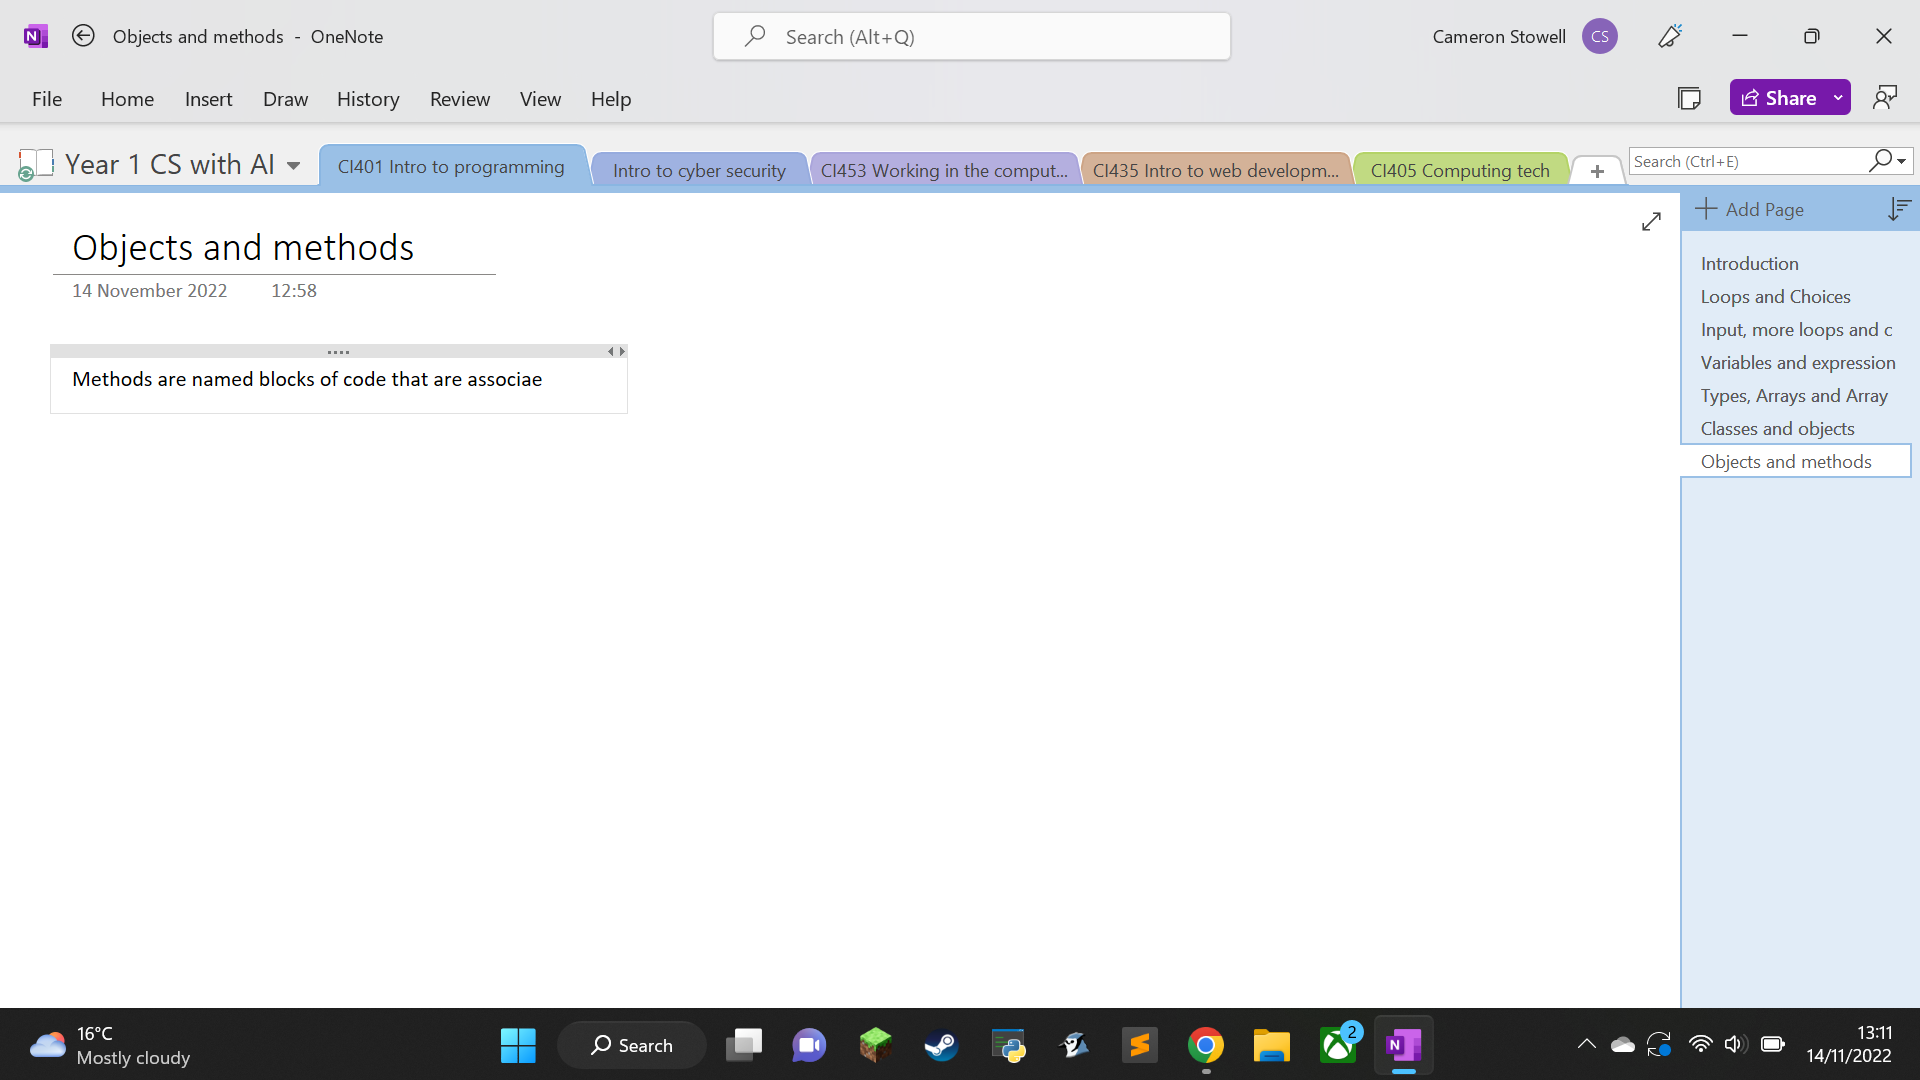 Objects and methods - OneNote
Search (Alt+Q)
Cameron Stowell
CS
File Home Insert Draw History Review View Help
Share
Year 1 CS with AI
CI401 Intro to programming
Intro to cyber security
CI453 Working in the comput...
CI435 Intro to web developm...
CI405 Computing tech
Search (Ctrl+E)
Add Page
Objects and methods
14 November 2022 12:58
Methods are named blocks of code that are associae
Introduction
Loops and Choices
Input, more loops and c
Variables and expression
Types, Arrays and Array
Classes and objects
Objects and methods
16°C
Mostly cloudy
Search
2
13:11
14/11/2022